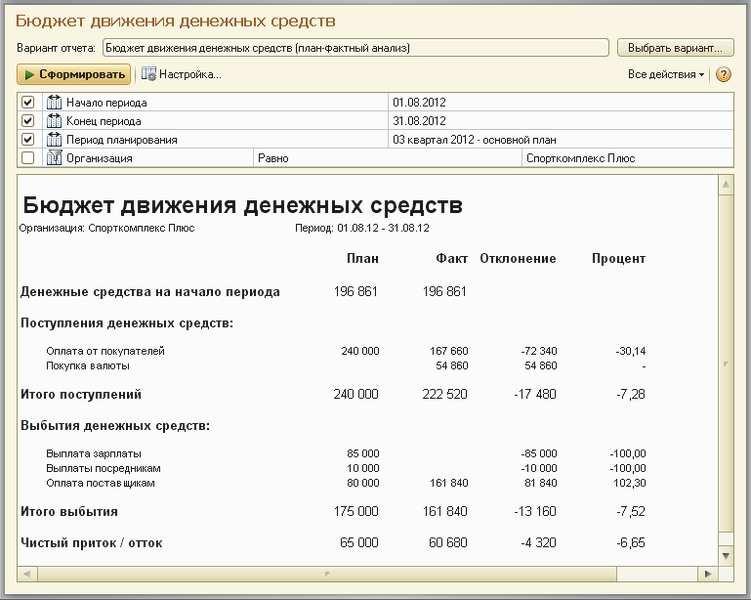 Бюджет движения денежных средств
Вариант отчета: Бюджет движения денежных средств (план-фактный анализ) Выбрать вариант...
Сформировать Настройка... Все действия ?
Начало периода 01.08.2012
Конец периода 31.08.2012
Период планирования 03 квартал 2012 - основной план
Организация Равно Спорткомплекс Плюс
Бюджет движения денежных средств
Организация: Спорткомплекс Плюс Период: 01.08.12 - 31.08.12
План Факт Отклонение Процент
Денежные средства на начало периода 196 861 196 861
Поступления денежных средств:
Оплата от покупателей 240 000 167 660 -72 340 -30,14
Покупка валюты 54 860 54 860 -
Итого поступлений 240 000 222 520 -17 480 -7,28
Выбытия денежных средств:
Выплата зарплаты 85 000 -85 000 -100,00
Выплаты посредникам 10 000 -10 000 -100,00
Оплата поставщикам 80 000 161 840 81 840 102,30
Итого выбытия 175 000 161 840 -13 160 -7,52
Чистый приток / отток 65 000 60 680 -4 320 -6,65